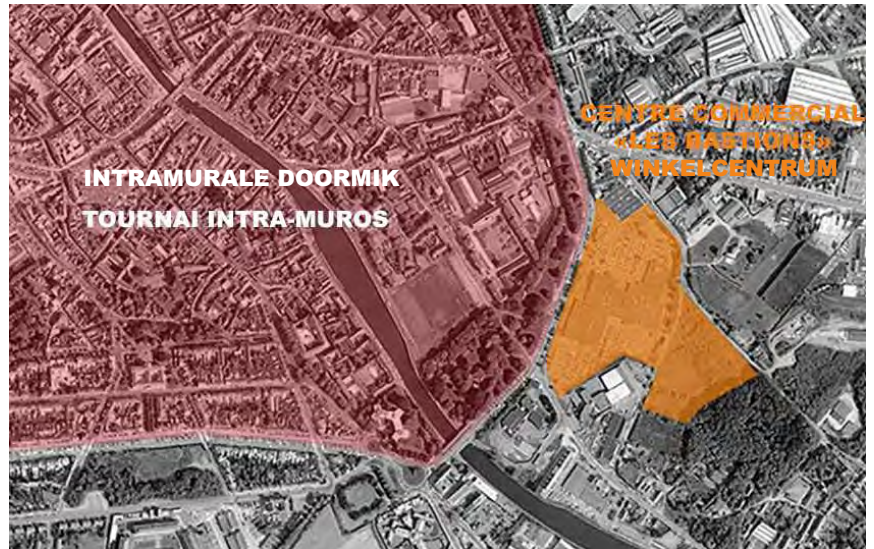 INTRAMURALE DOORMIK
TOURNAI INTRA-MUROS
CENTRE COMMERCIAL
«LES BASTIONS»
WINKELCENTRUM